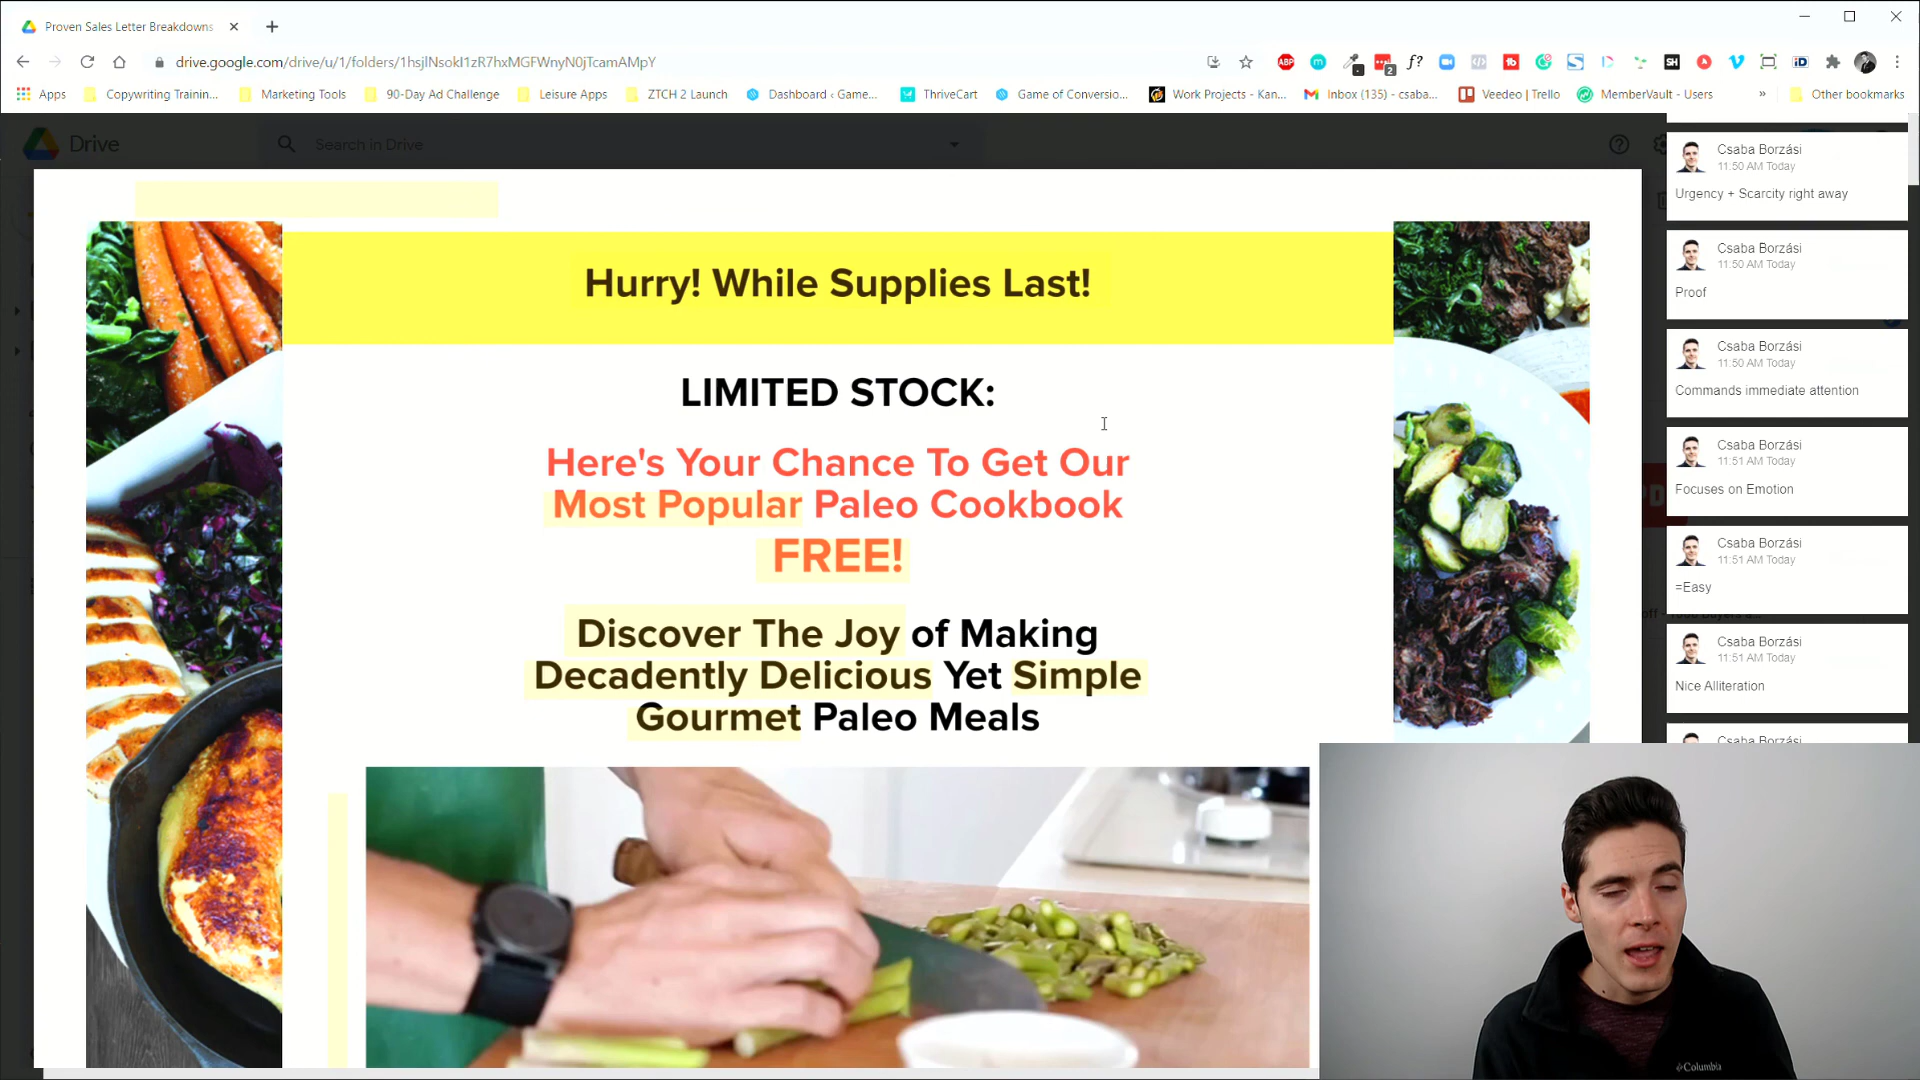 Proven Sales Letter Breakdowns
drive.google.com/drive/u/1/folders/
Apps
Copywriting Trainin...
Marketing Tools
90-Day Ad Challenge
Leisure Apps
ZTCH 2 Launch
Dashboard ‹ Game...
ThriveCart
Game of Conversio...
Work Projects - Kan...
Inbox (135) - csaba...
Veedeo | Trello
MemberVault - Users
»
Other bookmarks
Drive
Search in Drive
Hurry! While Supplies Last!
LIMITED STOCK:
Here's Your Chance To Get Our
Most Popular Paleo Cookbook
FREE!
Discover The Joy of Making
Decadently Delicious Yet Simple
Gourmet Paleo Meals
Csaba Borzási
11:50 AM Today
Urgency + Scarcity right away
Csaba Borzási
11:50 AM Today
Proof
Csaba Borzási
11:50 AM Today
Commands immediate attention
Csaba Borzási
11:51 AM Today
Focuses on Emotion
Csaba Borzási
11:51 AM Today
=Easy
Csaba Borzási
11:51 AM Today
Nice Alliteration
Csaba Borzási
Columbia